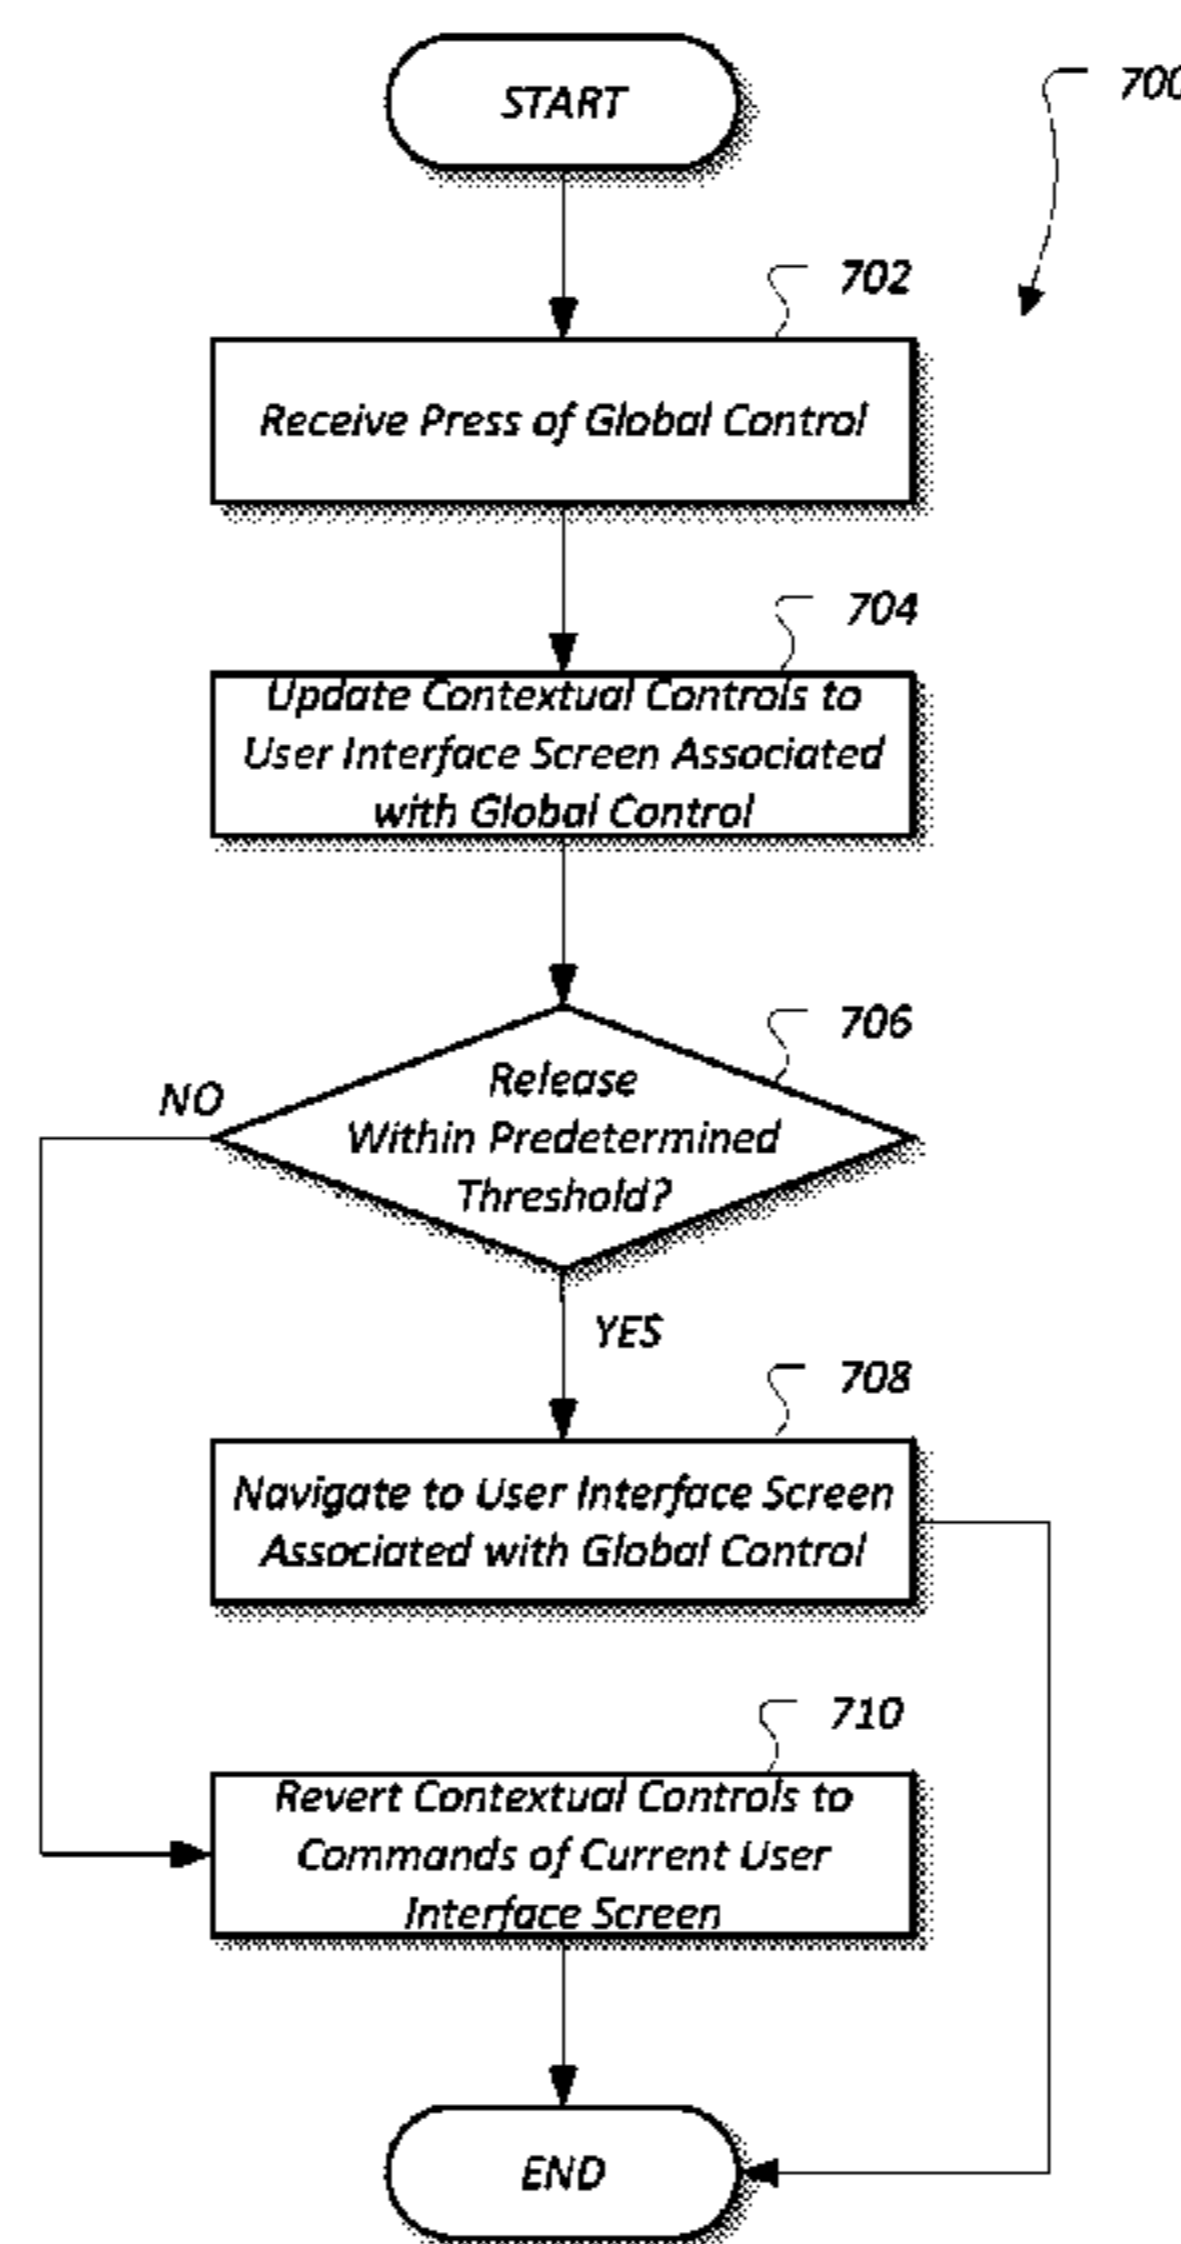 START
700
702
Receive Press of Global Control
704
Update Contextual Controls to
User Interface Screen Associated
with Global Control
706
Release
Within Predetermined
Threshold?
NO
YES
708
Navigate to User Interface Screen
Associated with Global Control
710
Revert Contextual Controls to
Commands of Current User
Interface Screen
END